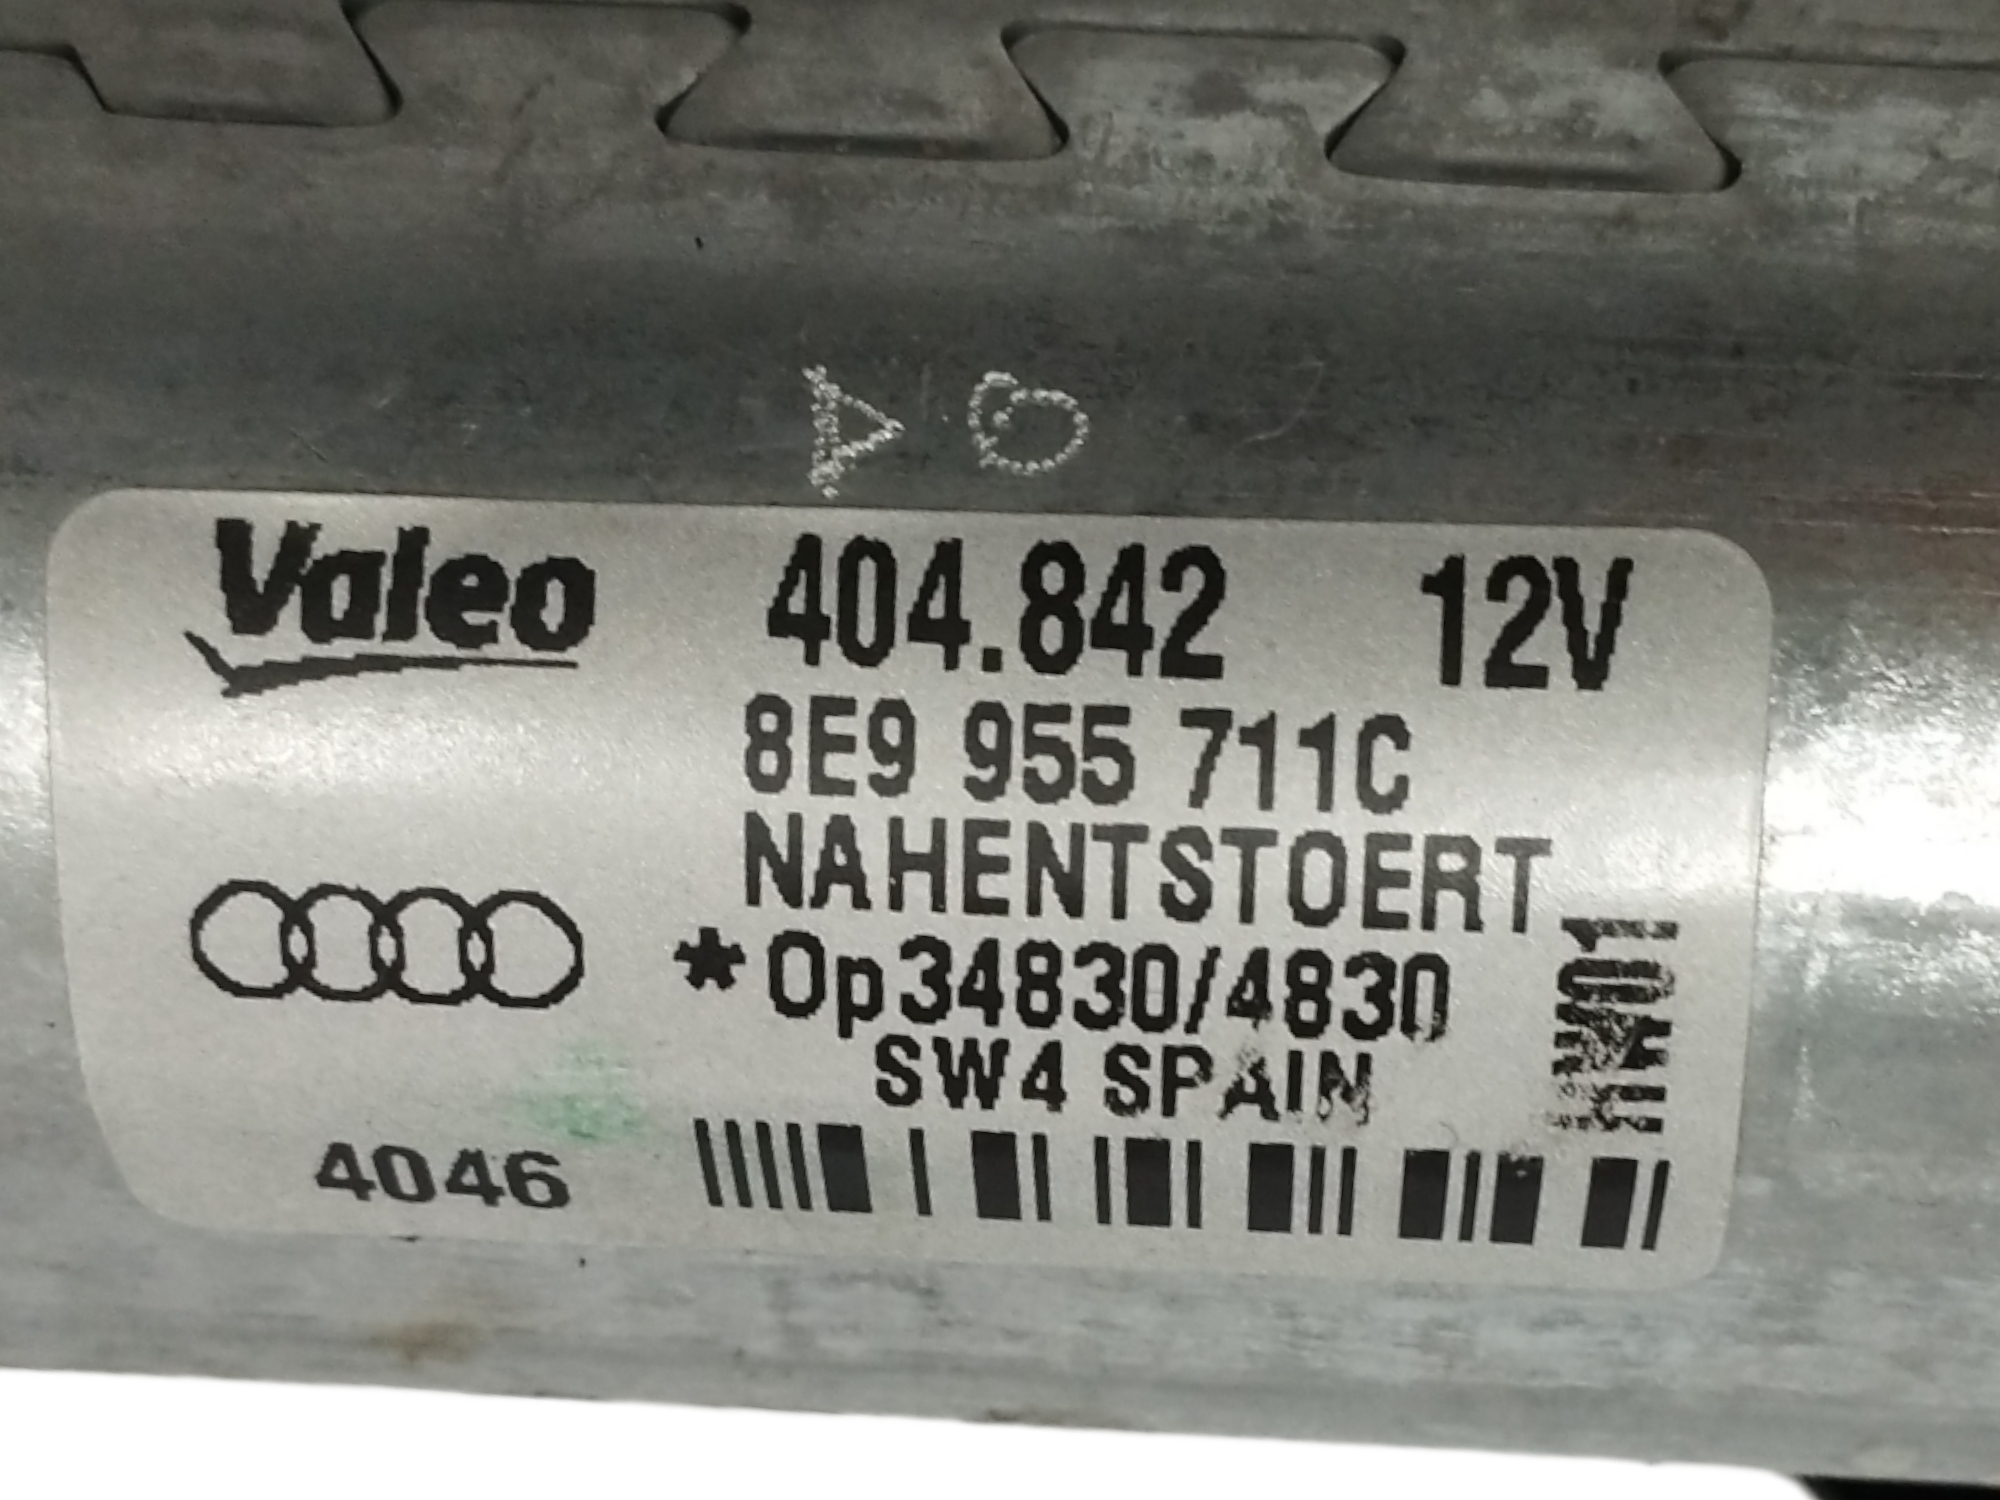 Valeo 404.842 12V
8E9 955 711C
NAHENTSTOERT
*Op34830/4830
SW4 SPAIN
4046